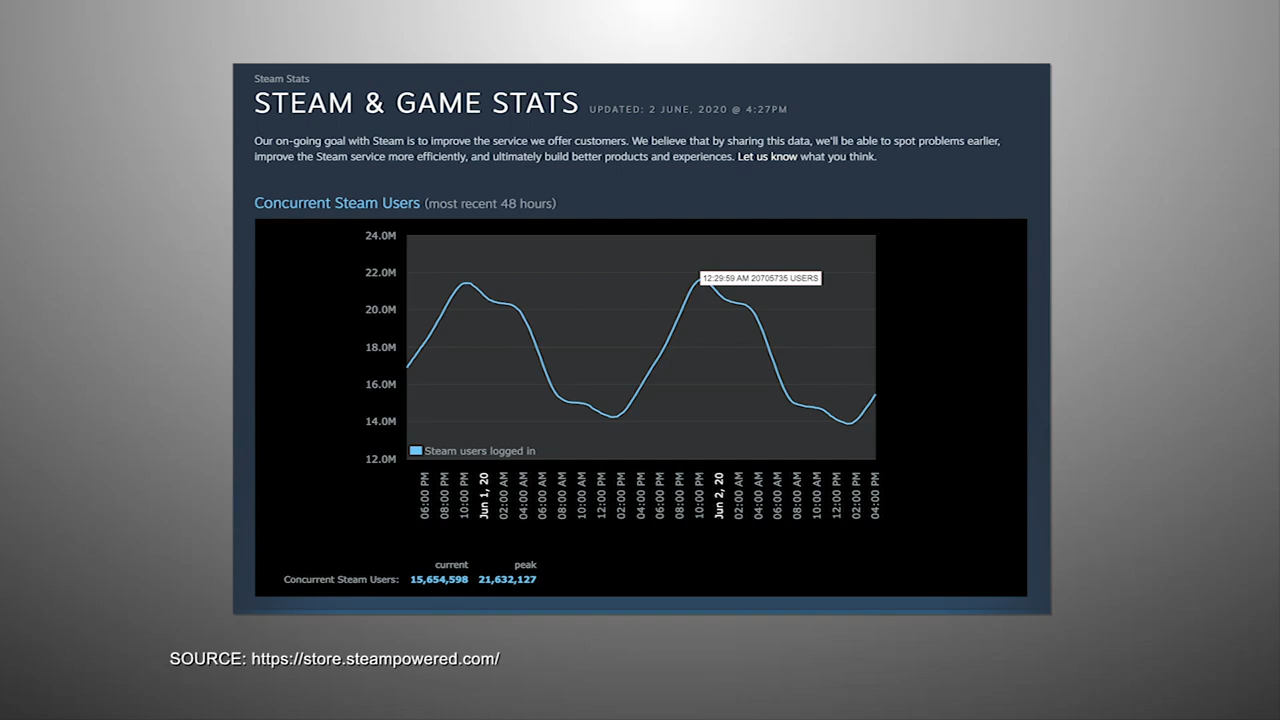 Steam Stats
STEAM & GAME STATS UPDATED: 2 JUNE, 2020 @ 4:27PM
Our on-going goal with Steam is to improve the service we offer customers. We believe that by sharing this data, we'll be able to spot problems earlier,
improve the Steam service more efficiently, and ultimately build better products and experiences. Let us know what you think.
Concurrent Steam Users (most recent 48 hours)
24.0M
22.0M
20.0M
18.0M
16.0M
14.0M
12.0M
12:29:59 AM 20705735 USERS
Steam users logged in
06:00 PM
08:00 PM
10:00 PM
Jun 1, 20
02:00 AM
04:00 AM
06:00 AM
08:00 AM
10:00 AM
12:00 PM
02:00 PM
04:00 PM
06:00 PM
08:00 PM
10:00 PM
Jun 2, 20
02:00 AM
04:00 AM
06:00 AM
08:00 AM
10:00 AM
12:00 PM
02:00 PM
04:00 PM
current peak
Concurrent Steam Users: 15,654,598 21,632,127
SOURCE: https://store.steampowered.com/